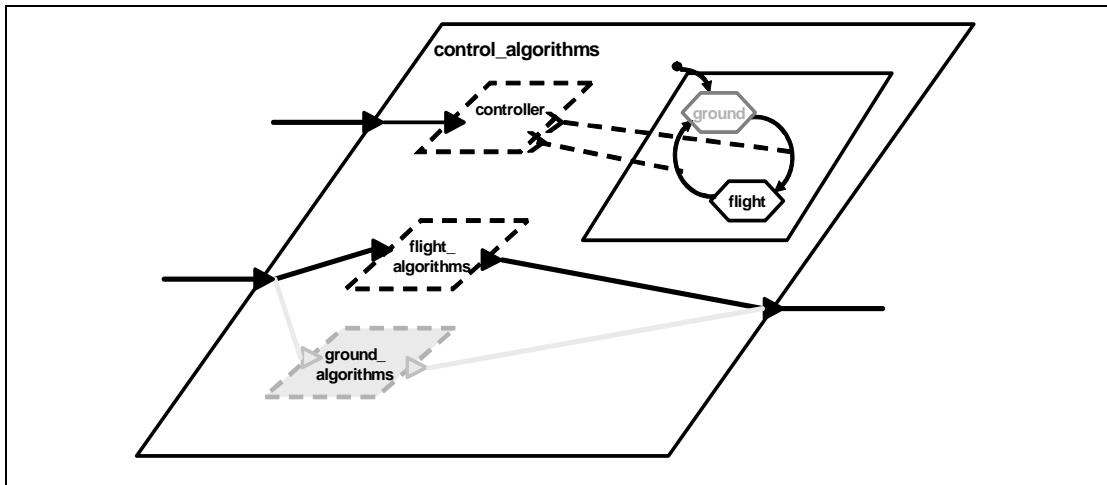 control_algorithms
controller
ground
flight
flight_
algorithms
ground_
algorithms